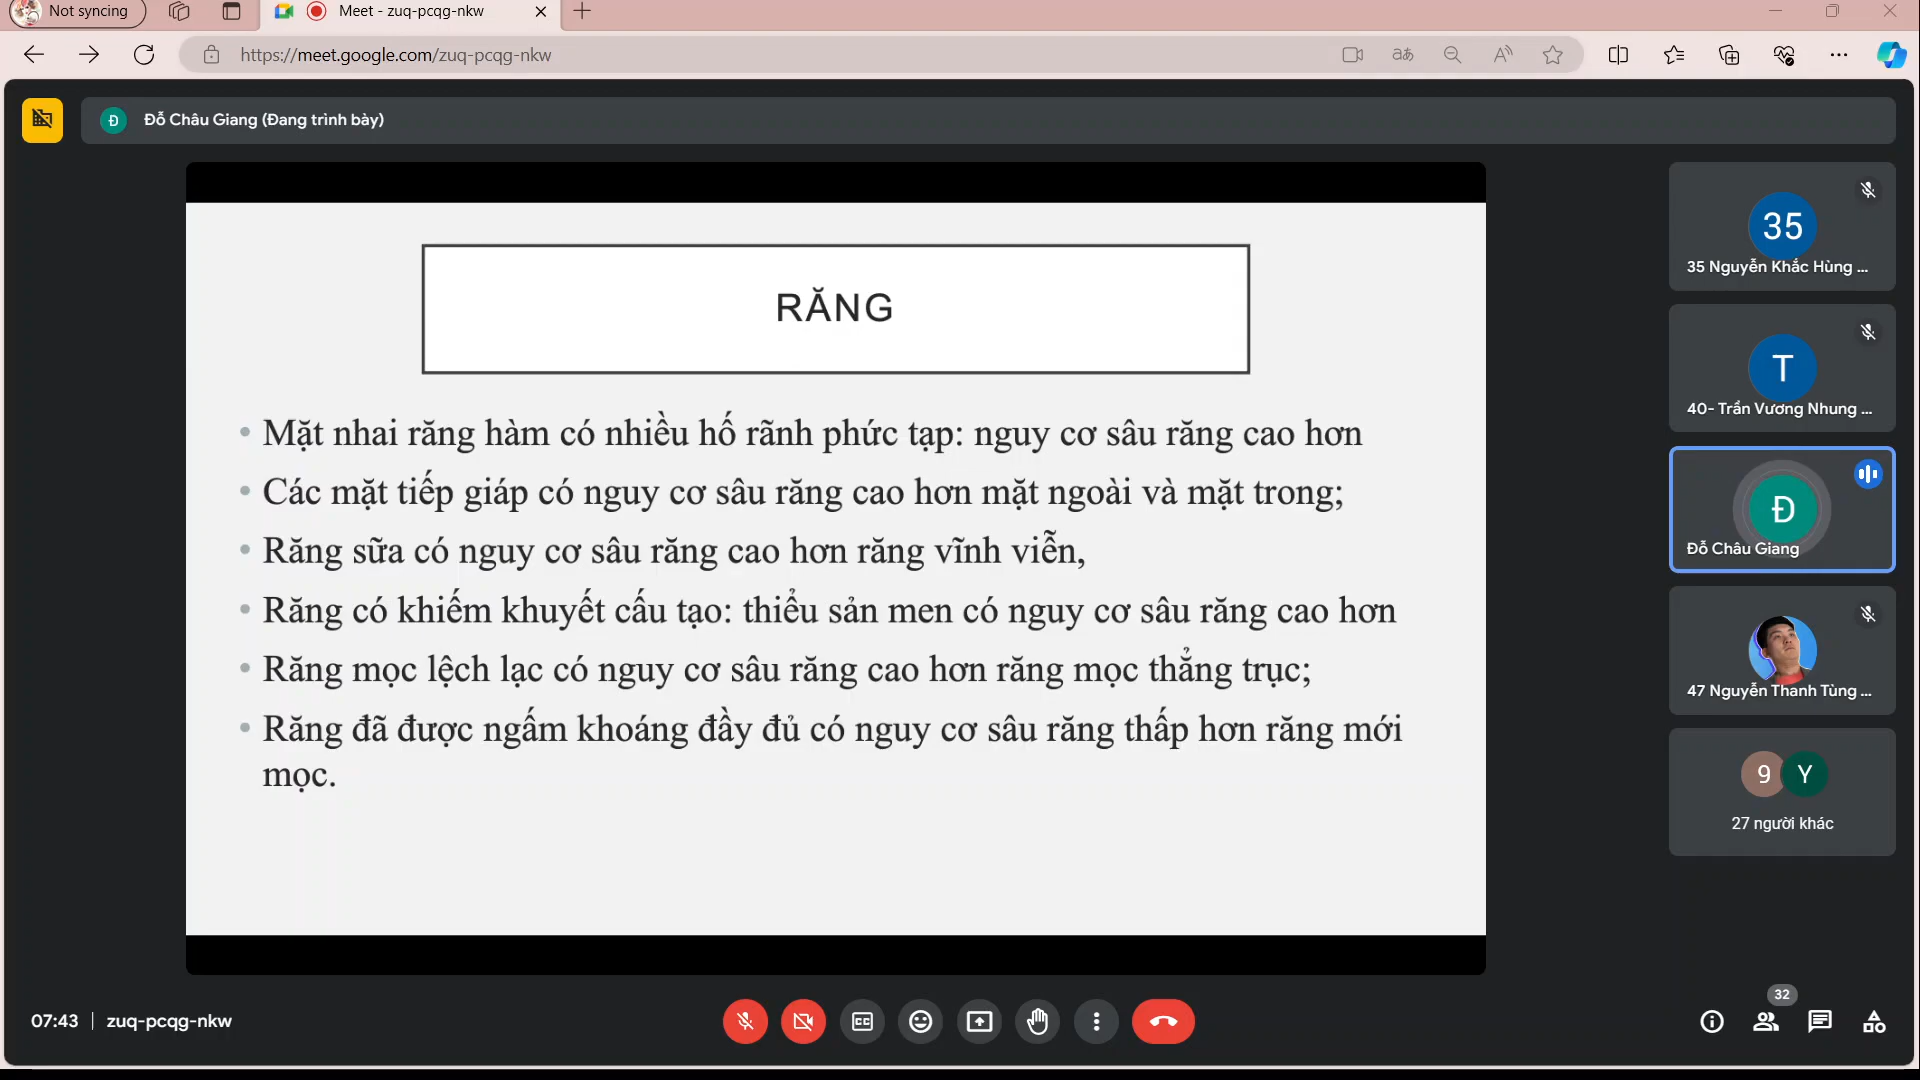 Not syncing
Meet - zuq-pcqg-nkw
https://meet.google.com/zuq-pcqg-nkw
Đ Đỗ Châu Giang (Đang trình bày)
RĂNG
• Mặt nhai răng hàm có nhiều hố rãnh phức tạp: nguy cơ sâu răng cao hơn
• Các mặt tiếp giáp có nguy cơ sâu răng cao hơn mặt ngoài và mặt trong;
• Răng sữa có nguy cơ sâu răng cao hơn răng vĩnh viễn,
• Răng có khiếm khuyết cấu tạo: thiểu sản men có nguy cơ sâu răng cao hơn
• Răng mọc lệch lạc có nguy cơ sâu răng cao hơn răng mọc thẳng trục;
• Răng đã được ngấm khoáng đầy đủ có nguy cơ sâu răng thấp hơn răng mới
mọc.
35
35 Nguyễn Khắc Hùng ...
T
40- Trần Vương Nhung ...
Đ
Đỗ Châu Giang
47 Nguyễn Thanh Tùng ...
9 Y
27 người khác
07:43 | zuq-pcqg-nkw
32